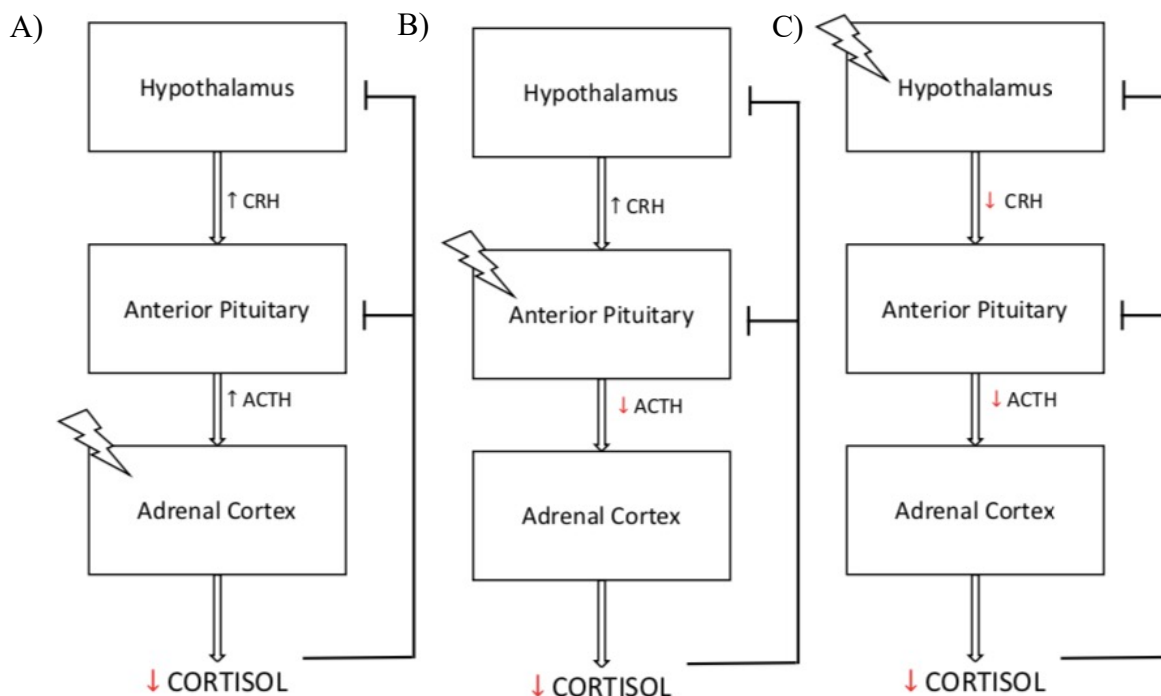 A)
Hypothalamus
↑ CRH
Anterior Pituitary
↑ ACTH
Adrenal Cortex
↓ CORTISOL
B)
Hypothalamus
↑ CRH
Anterior Pituitary
↓ ACTH
Adrenal Cortex
↓ CORTISOL
C)
Hypothalamus
↓ CRH
Anterior Pituitary
↓ ACTH
Adrenal Cortex
↓ CORTISOL